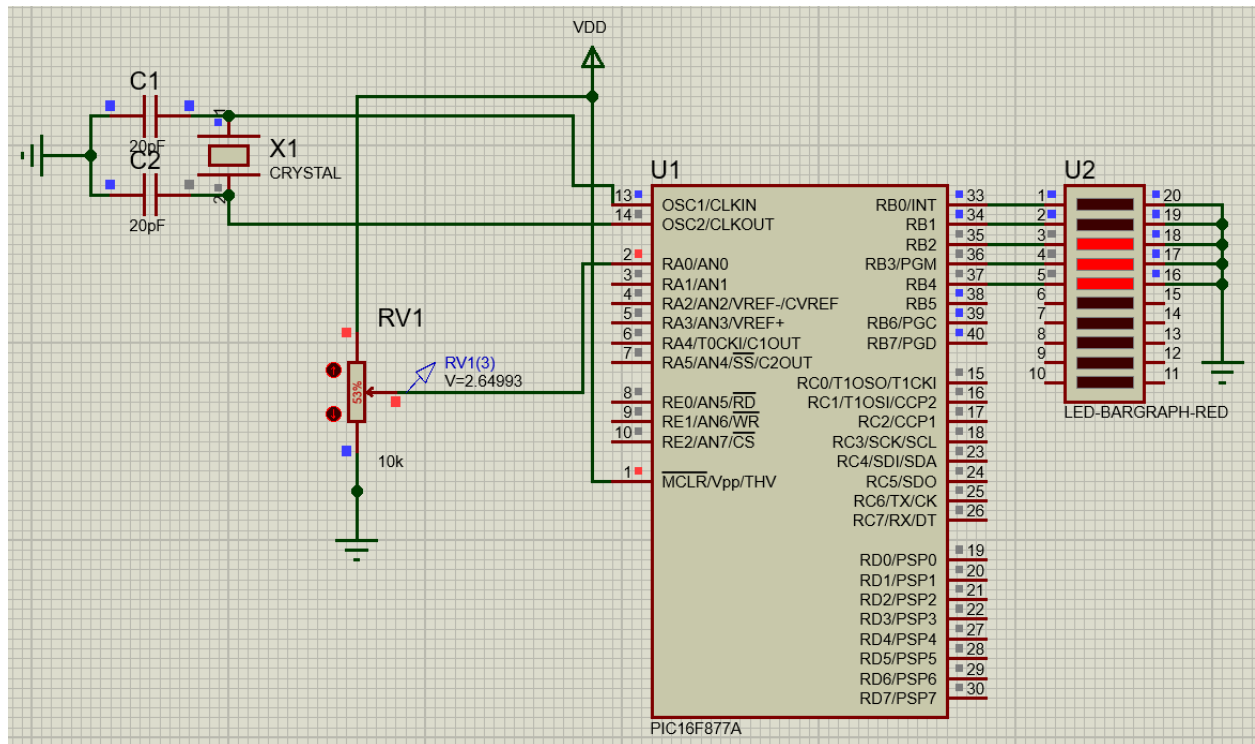 VDD
C1
20pF
C2
20pF
1
2
X1
CRYSTAL
RV1
53%
RV1(3)
V=2.64993
10k
U1
13 OSC1/CLKIN
14 OSC2/CLKOUT
2 RA0/AN0
3 RA1/AN1
4 RA2/AN2/VREF-/CVREF
5 RA3/AN3/VREF+
6 RA4/T0CKI/C1OUT
7 RA5/AN4/SS/C2OUT
8 RE0/AN5/RD
9 RE1/AN6/WR
10 RE2/AN7/CS
1 MCLR/Vpp/THV
RB0/INT 33
RB1 34
RB2 35
RB3/PGM 36
RB4 37
RB5 38
RB6/PGC 39
RB7/PGD 40
RC0/T1OSO/T1CKI 15
RC1/T1OSI/CCP2 16
RC2/CCP1 17
RC3/SCK/SCL 18
RC4/SDI/SDA 23
RC5/SDO 24
RC6/TX/CK 25
RC7/RX/DT 26
RD0/PSP0 19
RD1/PSP1 20
RD2/PSP2 21
RD3/PSP3 22
RD4/PSP4 27
RD5/PSP5 28
RD6/PSP6 29
RD7/PSP7 30
PIC16F877A
U2
1 20
2 19
3 18
4 17
5 16
6 15
7 14
8 13
9 12
10 11
LED-BARGRAPH-RED